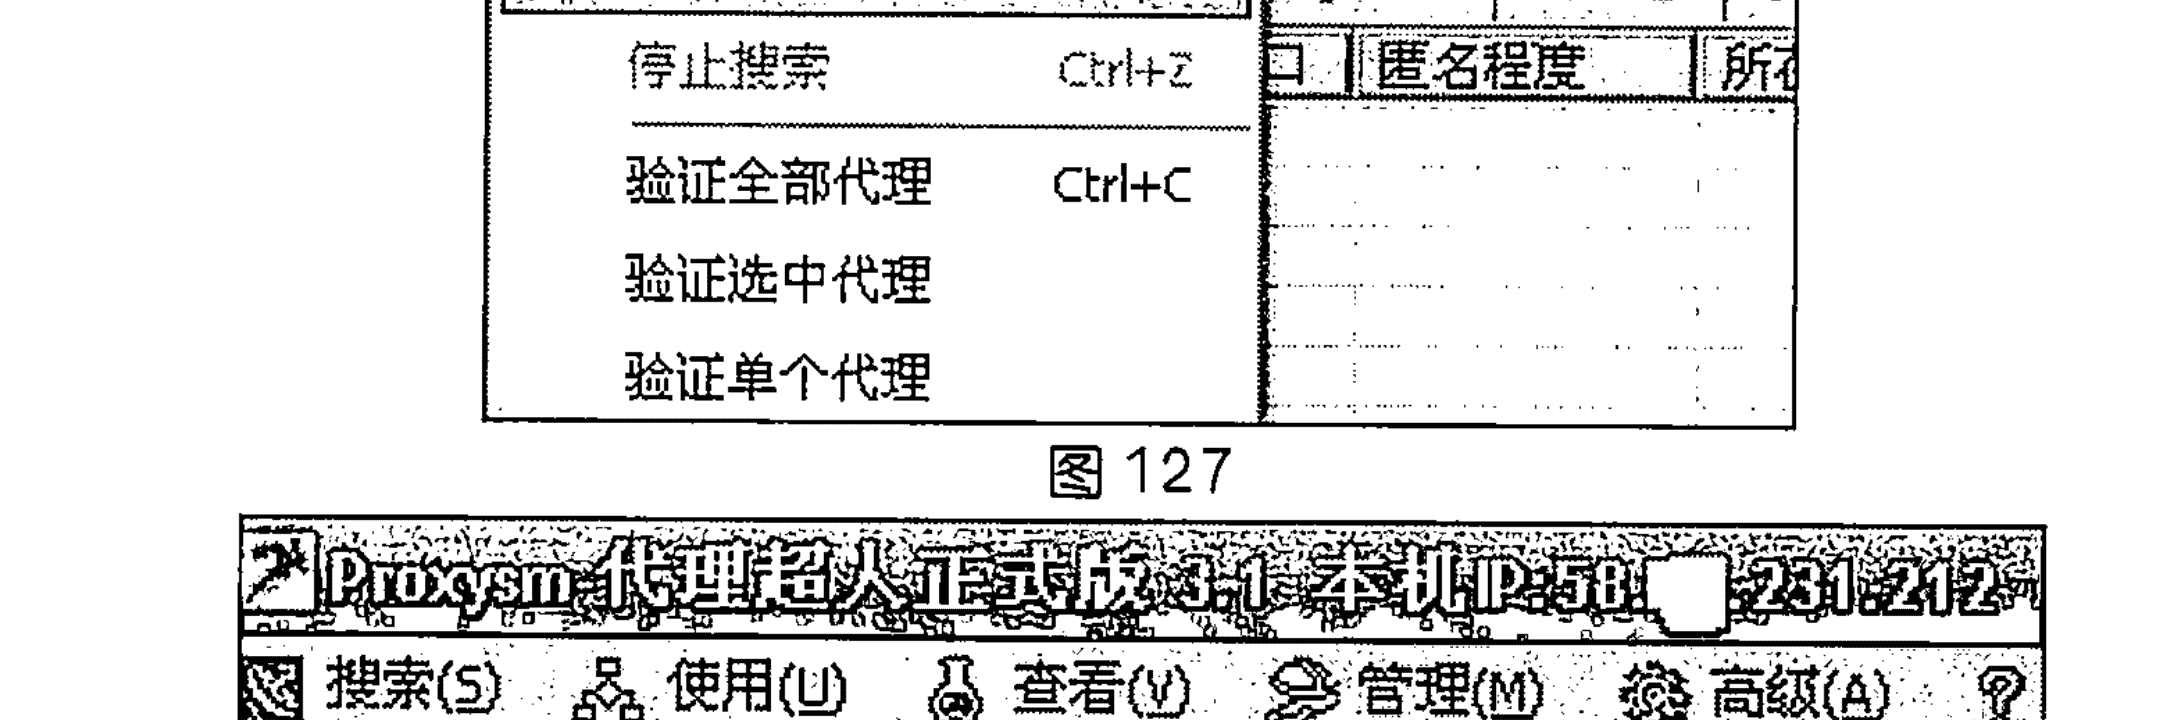 停止搜索 Ctrl+Z
口 匿名程度 所在
验证全部代理 Ctrl+C
验证选中代理
验证单个代理
图 127
Proxysm 代理超人正式版 3.1 本机IP:58. .231.212
搜索(S) 使用(U) 查看(V) 管理(M) 高级(A) ?